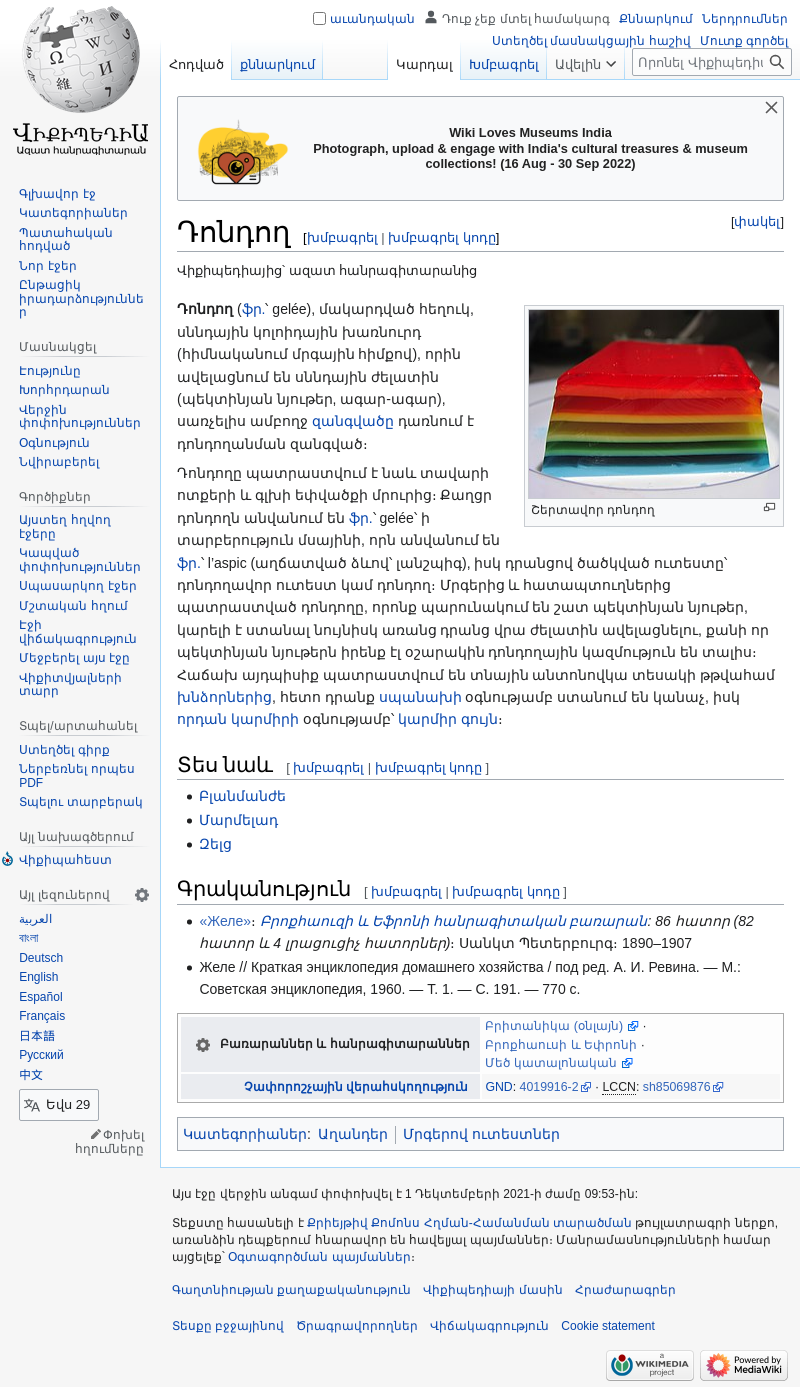 աւանդական Դուք չեք մտել համակարգ Քննարկում Ներդրումներ
Ստեղծել մասնակցային հաշիվ Մուտք գործել
Հոդված քննարկում Կարդալ Խմբագրել Ավելին
ՎԻՔԻՊԵԴԻԱ
Ազատ հանրագիտարան
Գլխավոր էջ
Կատեգորիաներ
Պատահական
հոդված
Նոր էջեր
Ընթացիկ
իրադարձություննե
ր
Մասնակցել
Էությունը
Խորհրդարան
Վերջին
փոփոխություններ
Օգնություն
Նվիրաբերել
Գործիքներ
Այստեղ հղվող
էջերը
Կապված
փոփոխություններ
Սպասարկող էջեր
Մշտական հղում
Էջի
վիճակագրություն
Մեջբերել այս էջը
Վիքիտվյալների
տարր
Տպել/արտահանել
Ստեղծել գիրք
Ներբեռնել որպես
PDF
Տպելու տարբերակ
Այլ նախագծերում
Վիքիպահեստ
Այլ լեզուներով
العربية
বাংলা
Deutsch
English
Español
Français
日本語
Русский
中文
Եվս 29
Փոխել
հղումները
Wiki Loves Museums India
Photograph, upload & engage with India's cultural treasures & museum
collections! (16 Aug - 30 Sep 2022)
Դոնդող [խմբագրել | խմբագրել կոդը] [փակել]
Վիքիպեդիայից՝ ազատ հանրագիտարանից
Դոնդող (ֆր.՝ gelée), մակարդված հեղուկ,
սննդային կոլոիդային խառնուրդ
(հիմնականում մրգային հիմքով), որին
ավելացնում են սննդային ժելատին
(պեկտինյան նյութեր, ագար-ագար),
սառչելիս ամբողջ զանգվածը դառնում է
դոնդողանման զանգված։
Շերտավոր դոնդող
Դոնդողը պատրաստվում է նաև տավարի
ոտքերի և գլխի եփվածքի մրուրից։ Քաղցր
դոնդողն անվանում են ֆր.՝ gelée՝ ի
տարբերություն մսայինի, որն անվանում են
ֆր.՝ l’aspic (աղճատված ձևով՝ լանշպիգ), իսկ դրանցով ծածկված ուտեստը՝
դոնդողավոր ուտեստ կամ դոնդող։ Մրգերից և հատապտուղներից
պատրաստված դոնդողը, որոնք պարունակում են շատ պեկտինյան նյութեր,
կարելի է ստանալ նույնիսկ առանց դրանց վրա ժելատին ավելացնելու, քանի որ
պեկտինյան նյութերն իրենք էլ օշարակին դոնդողային կազմություն են տալիս։
Հաճախ այդպիսիք պատրաստվում են տնային անտոնովկա տեսակի թթվահամ
խնձորներից, հետո դրանք սպանախի օգնությամբ ստանում են կանաչ, իսկ
որդան կարմիրի օգնությամբ՝ կարմիր գույն։
Տես նաև [ խմբագրել | խմբագրել կոդը ]
Բլանմանժե
Մարմելադ
Զելց
Գրականություն [ խմբագրել | խմբագրել կոդը ]
«Желе»։ Բրոքհաուզի և Եֆրոնի հանրագիտական բառարան: 86 հատոր (82
հատոր և 4 լրացուցիչ հատորներ)։ Սանկտ Պետերբուրգ։ 1890–1907
Желе // Краткая энциклопедия домашнего хозяйства / под ред. А. И. Ревина. — М.:
Советская энциклопедия, 1960. — Т. 1. — С. 191. — 770 с.
Բառարաններ և հանրագիտարաններ
Բրիտանիկա (օնլայն) ·
Բրոքհաուսի և Եփրոնի ·
Մեծ կատալոնական
Չափորոշչային վերահսկողություն GND: 4019916-2 · LCCN: sh85069876
Կատեգորիաներ: Աղանդեր | Մրգերով ուտեստներ
Այս էջը վերջին անգամ փոփոխվել է 1 Դեկտեմբերի 2021-ի ժամը 09:53-ին:
Տեքստը հասանելի է Քրիեյթիվ Քոմոնս Հղման-Համանման տարածման թույլատրագրի ներքո,
առանձին դեպքերում հնարավոր են հավելյալ պայմաններ։ Մանրամասնությունների համար
այցելեք՝ Օգտագործման պայմաններ։
Գաղտնիության քաղաքականություն Վիքիպեդիայի մասին Հրաժարագրեր
Տեսքը բջջայինով Ծրագրավորողներ Վիճակագրություն Cookie statement
a
WIKIMEDIA
project
Powered by
MediaWiki